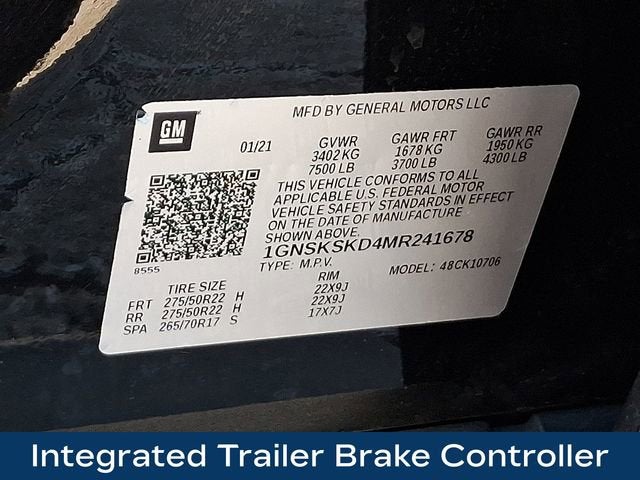 MFD BY GENERAL MOTORS LLC
GM
01/21
GVWR GAWR FRT GAWR RR
3402 KG 1678 KG 1950 KG
7500 LB 3700 LB 4300 LB
THIS VEHICLE CONFORMS TO ALL
APPLICABLE U.S. FEDERAL MOTOR
VEHICLE SAFETY STANDARDS IN EFFECT
ON THE DATE OF MANUFACTURE
SHOWN ABOVE.
1GNSKSKD4MR241678
8555
TYPE: M.P.V. MODEL: 48CK10706
TIRE SIZE RIM
FRT 275/50R22 H 22X9J
RR 275/50R22 H 22X9J
SPA 265/70R17 S 17X7J
Integrated Trailer Brake Controller